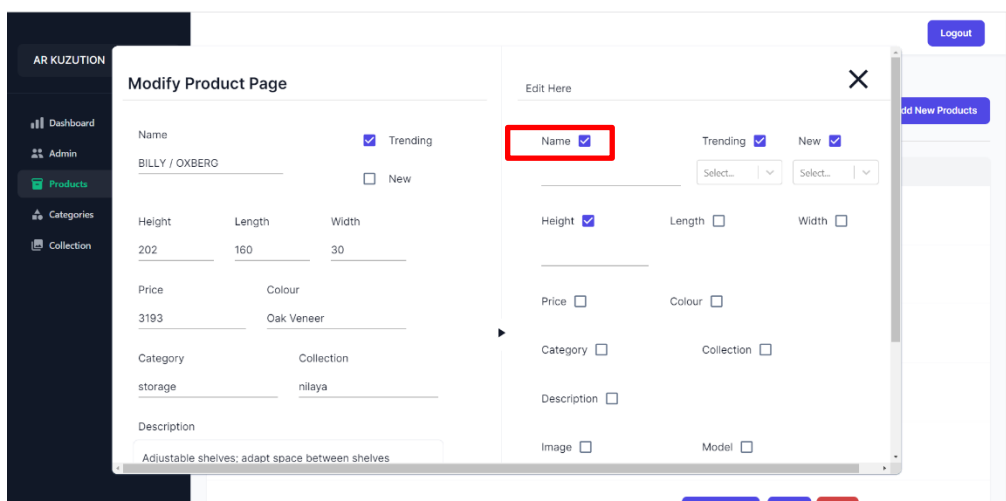 Logout
AR KUZUTION
Modify Product Page
Edit Here
dd New Products
Dashboard
Admin
Products
Categories
Collection
Name
Trending
BILLY / OXBERG
New
Height Length Width
202 160 30
Price Colour
3193 Oak Veneer
Category Collection
storage nilaya
Description
Adjustable shelves; adapt space between shelves
Name Trending New
Select... Select...
Height Length Width
Price Colour
Category Collection
Description
Image Model